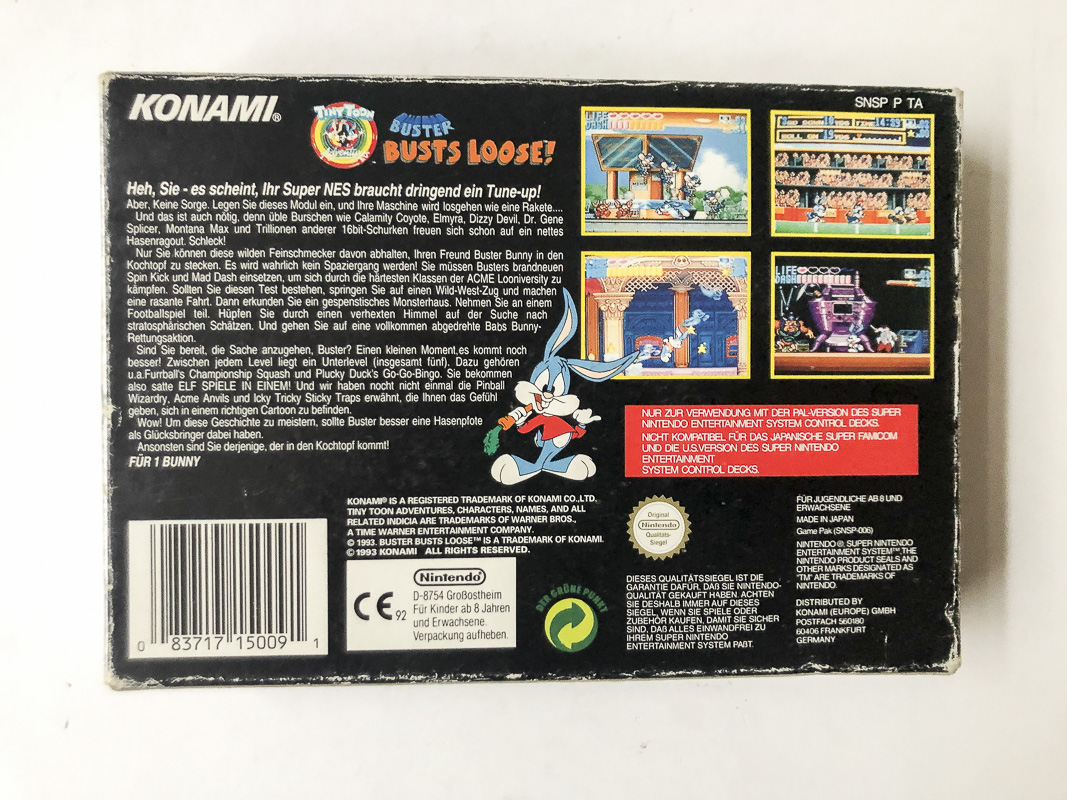 KONAMI®
SNSP P TA
TINY TOON
BUSTER
BUSTS LOOSE!
LIFE
DASH
LIFE
DASH
Heh, Sie - es scheint, Ihr Super NES braucht dringend ein Tune-up!
Aber, Keine Sorge. Legen Sie dieses Modul ein, und Ihre Maschine wird losgehen wie eine Rakete....
Und das ist auch nötig, denn üble Burschen wie Calamity Coyote, Elmyra, Dizzy Devil, Dr. Gene
Splicer, Montana Max und Trillionen anderer 16bit-Schurken freuen sich schon auf ein nettes
Hasenragout. Schleck!
Nur Sie können diese wilden Feinschmecker davon abhalten, Ihren Freund Buster Bunny in den
Kochtopf zu stecken. Es wird wahrlich kein Spaziergang werden! Sie müssen Busters brandneuen
Spin Kick und Mad Dash einsetzen, um sich durch die härtesten Klassen der ACME Looniversity zu
kämpfen. Sollten Sie diesen Test bestehen, springen Sie auf einen Wild-West-Zug und machen
eine rasante Fahrt. Dann erkunden Sie ein gespenstisches Monsterhaus. Nehmen Sie an einem
Footballspiel teil. Hüpfen Sie durch einen verhexten Himmel auf der Suche nach
stratosphärischen Schätzen. Und gehen Sie auf eine vollkommen abgedrehte Babs Bunny-
Rettungsaktion.
Sind Sie bereit, die Sache anzugehen, Buster? Einen kleinen Moment,es kommt noch
besser! Zwischen jedem Level liegt ein Unterlevel (insgesamt fünf). Dazu gehören
u.a.Furrball's Championship Squash und Plucky Duck's Go-Go-Bingo. Sie bekommen
also satte ELF SPIELE IN EINEM! Und wir haben nocht nicht einmal die Pinball
Wizardry, Acme Anvils und Icky Tricky Sticky Traps erwähnt, die Ihnen das Gefühl
geben, sich in einem richtigen Cartoon zu befinden.
Wow! Um diese Geschichte zu meistern, sollte Buster besser eine Hasenpfote
als Glücksbringer dabei haben.
Ansonsten sind Sie derjenige, der in den Kochtopf kommt!
FÜR 1 BUNNY
NUR ZUR VERWENDUNG MIT DER PAL-VERSION DES SUPER
NINTENDO ENTERTAINMENT SYSTEM CONTROL DECKS.
NICHT KOMPATIBEL FÜR DAS JAPANISCHE SUPER FAMICOM
UND DIE U.S.VERSION DES SUPER NINTENDO
ENTERTAINMENT
SYSTEM CONTROL DECKS.
KONAMI® IS A REGISTERED TRADEMARK OF KONAMI CO.,LTD.
TINY TOON ADVENTURES, CHARACTERS, NAMES, AND ALL
RELATED INDICIA ARE TRADEMARKS OF WARNER BROS.,
A TIME WARNER ENTERTAINMENT COMPANY.
© 1993. BUSTER BUSTS LOOSE™ IS A TRADEMARK OF KONAMI.
© 1993 KONAMI ALL RIGHTS RESERVED.
0 83717 15009 1
CE 92
Nintendo
D-8754 Großostheim
Für Kinder ab 8 Jahren
und Erwachsene.
Verpackung aufheben.
DER GRÜNE PUNKT
Original
Nintendo
Qualitäts-
Siegel
DIESES QUALITÄTSSIEGEL IST DIE
GARANTIE DAFÜR, DAß SIE NINTENDO-
QUALITÄT GEKAUFT HABEN. ACHTEN
SIE DESHALB IMMER AUF DIESES
SIEGEL, WENN SIE SPIELE ODER
ZUBEHÖR KAUFEN, DAMIT SIE SICHER
SIND, DAß ALLES EINWANDFREI ZU
IHREM SUPER NINTENDO
ENTERTAINMENT SYSTEM PAßT.
FÜR JUGENDLICHE AB 8 UND
ERWACHSENE
MADE IN JAPAN
Game Pak (SNSP-006)
NINTENDO ®, SUPER NINTENDO
ENTERTAINMENT SYSTEM™,THE
NINTENDO PRODUCT SEALS AND
OTHER MARKS DESIGNATED AS
"TM" ARE TRADEMARKS OF
NINTENDO.
DISTRIBUTED BY
KONAMI (EUROPE) GMBH
POSTFACH 560180
60406 FRANKFURT
GERMANY